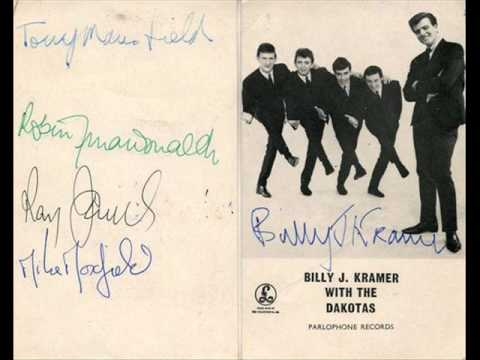 Tony Mansfield
Robin Macdonald
Ray Jones
Mike Maxfield
Billy J Kramer
BILLY J. KRAMER
WITH THE
DAKOTAS
PARLOPHONE RECORDS